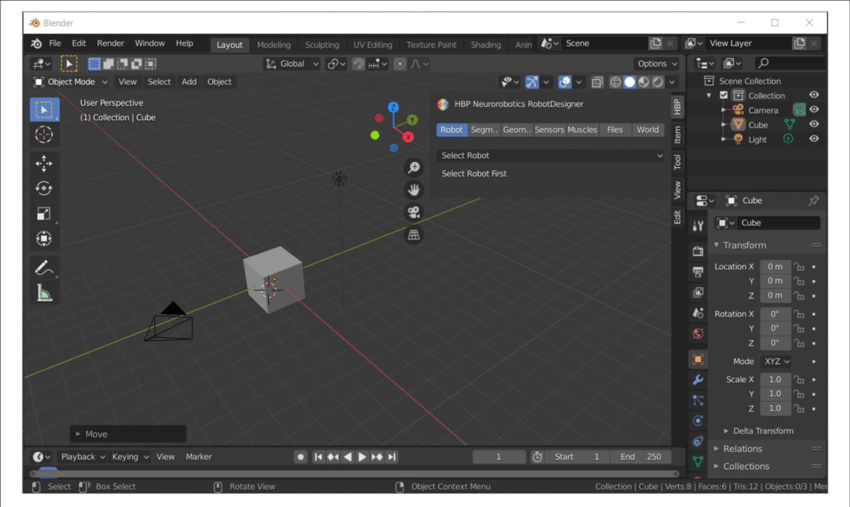 Blender
File Edit Render Window Help Layout Modeling Sculpting UV Editing Texture Paint Shading Anin Scene View Layer
Global Options
Object Mode View Select Add Object
User Perspective
(1) Collection | Cube
Z
Y
X
HBP Neurorobotics RobotDesigner
Robot Segm.. Geom.. Sensors Muscles Files World
Select Robot
Select Robot First
HBP
Item
Tool
View
Edit
Scene Collection
Collection
Camera
Cube
Light
Cube
Cube
Transform
Location X 0 m
Y 0 m
Z 0 m
Rotation X 0°
Y 0°
Z 0°
Mode XYZ
Scale X 1.0
Y 1.0
Z 1.0
Delta Transform
Relations
Collections
Move
Playback Keying View Marker 1 Start 1 End 250
Select Box Select Rotate View Object Context Menu Collection | Cube | Verts:8 | Faces:6 | Tris:12 | Objects:0/3 |